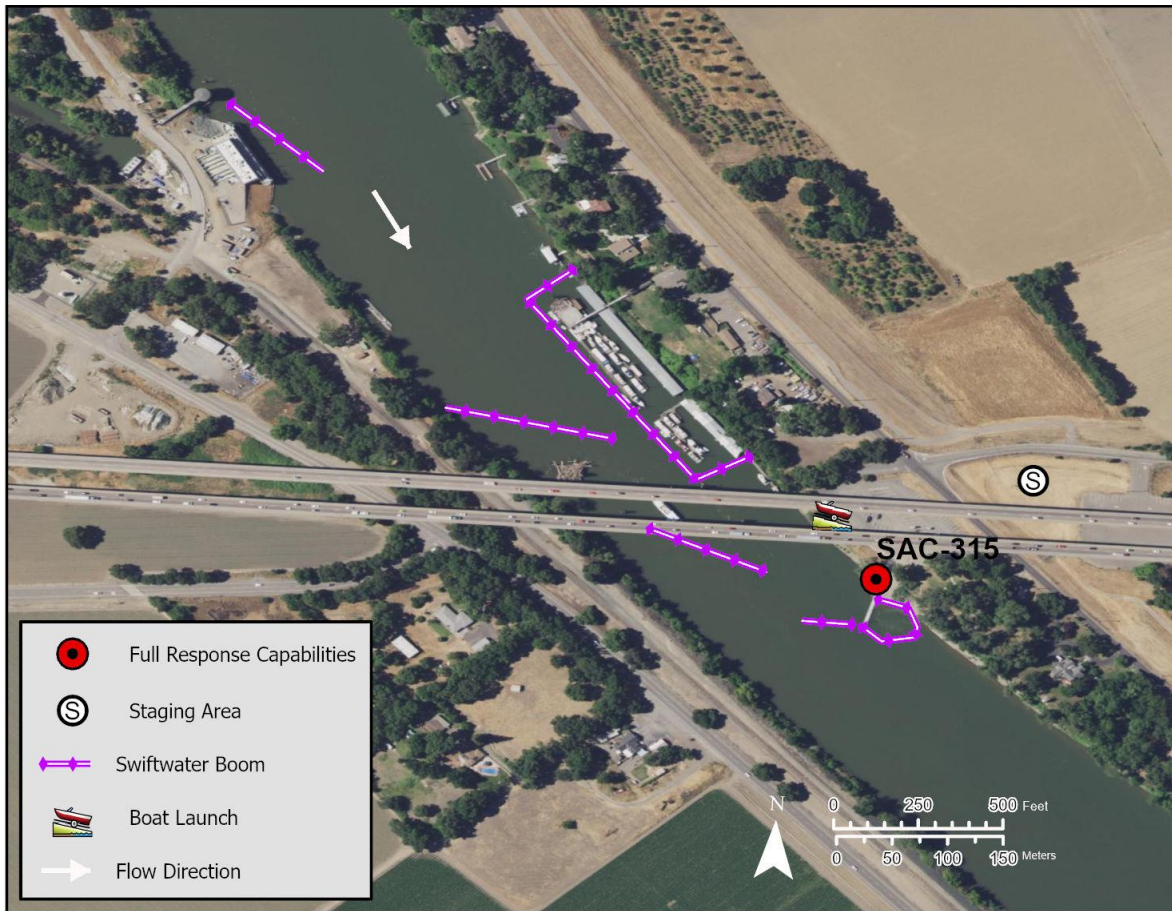 S
SAC-315
Full Response Capabilities
S
Staging Area
Swiftwater Boom
Boat Launch
Flow Direction
N
0 250 500 Feet
0 50 100 150 Meters